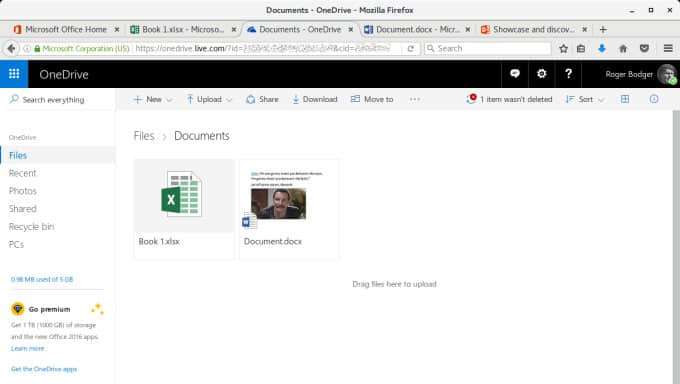 Documents - OneDrive - Mozilla Firefox
Microsoft Office Home
Book 1.xlsx - Microso...
Documents - OneDrive
Document.docx - Micr...
Showcase and discov...
Microsoft Corporation (US)
https://onedrive.live.com/?id=
&cid=
Search
OneDrive
?
Roger Bodger
Search everything
New
Upload
Share
Download
Move to
...
1 item wasn't deleted
Sort
OneDrive
Files
Recent
Photos
Shared
Recycle bin
PCs
Files > Documents
Book 1.xlsx
Document.docx
Drag files here to upload
0.98 MB used of 5 GB
Go premium
Get 1 TB (1000 GB) of storage
and the new Office 2016 apps.
Learn more
Get the OneDrive apps